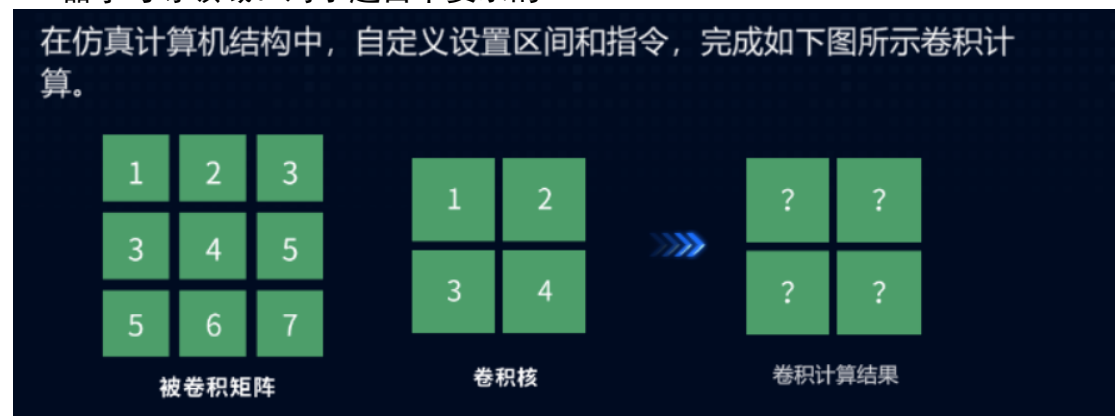 在仿真计算机结构中，自定义设置区间和指令，完成如下图所示卷积计
算。
1 2 3
3 4 5
5 6 7
1 2
3 4
? ?
? ?
被卷积矩阵
卷积核
卷积计算结果